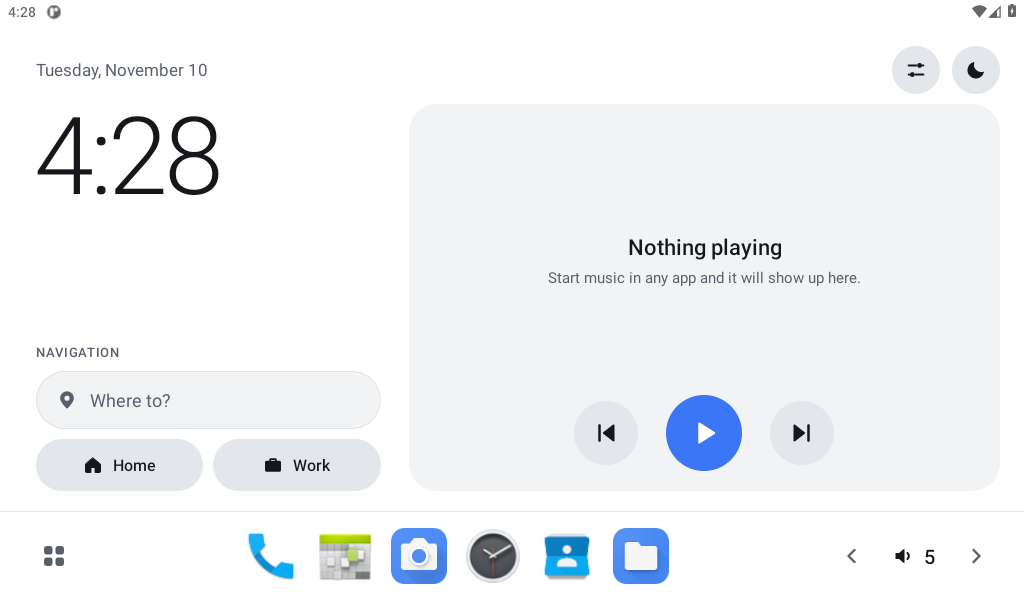 4:28
Tuesday, November 10
4:28
Nothing playing
Start music in any app and it will show up here.
NAVIGATION
Where to?
Home
Work
5